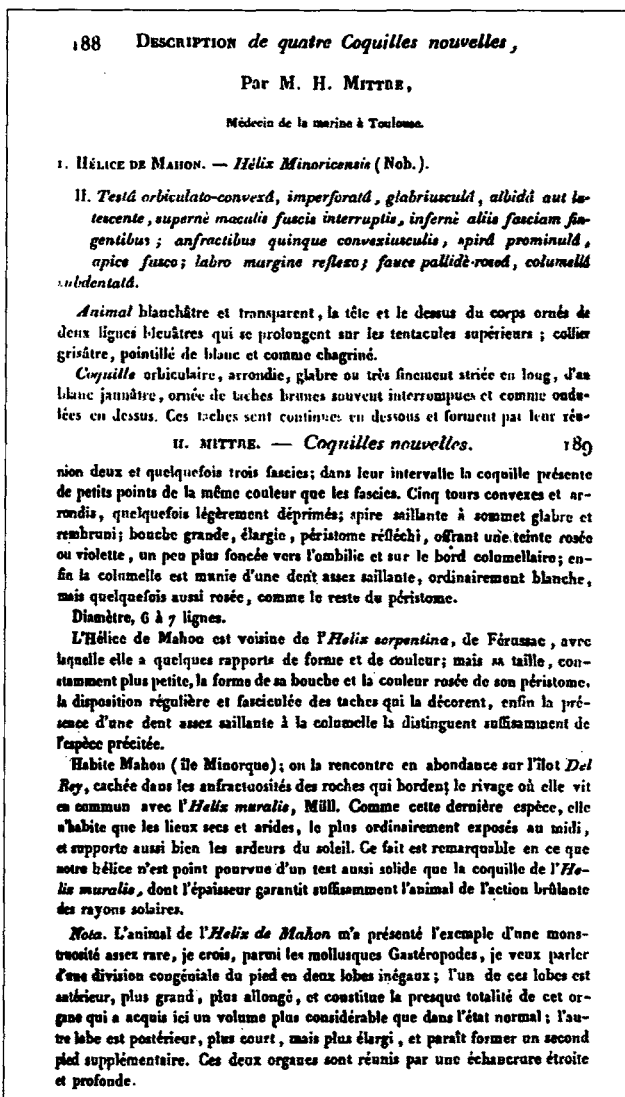 188 DESCRIPTION de quatre Coquilles nouvelles,
Par M. H. MITTRE,
Médecin de la marine à Toulouse.
1. HÉLICE DE MAHON. — Hélix Minoricensis (Nob.).
H. Testâ orbiculato-convexâ, imperforatâ, glabriusculâ, albidâ aut lu-
tescente, supernè maculis fuscis interruptis, infernè aliis fasciam fin-
gentibus; anfractibus quinque convexiusculis, spirâ prominulâ,
apice fusco; labro margine reflexo; fauce pallidè-roseâ, columellâ
subdentatâ.
Animal blanchâtre et transparent, la tête et le dessus du corps ornés de
deux lignes bleuâtres qui se prolongent sur les tentacules supérieurs; collier
grisâtre, pointillé de blanc et comme chagriné.
Coquille orbiculaire, arrondie, glabre ou très finement striée en long, d'un
blanc jaunâtre, ornée de taches brunes souvent interrompues et comme ondu-
lées en dessus. Ces taches sont continues en dessous et forment par leur réu-
H. MITTRE. — Coquilles nouvelles. 189
nion deux et quelquefois trois fascies; dans leur intervalle la coquille présente
de petits points de la même couleur que les fascies. Cinq tours convexes et ar-
rondis, quelquefois légèrement déprimés; spire saillante à sommet glabre et
rembruni; bouche grande, élargie, péristome réfléchi, offrant une teinte rosée
ou violette, un peu plus foncée vers l'ombilic et sur le bord columellaire; en-
fin la columelle est munie d'une dent assez saillante, ordinairement blanche,
mais quelquefois aussi rosée, comme le reste du péristome.
Diamètre, 6 à 7 lignes.
L'Hélice de Mahon est voisine de l'Helix serpentina, de Férussac, avec
laquelle elle a quelques rapports de forme et de couleur; mais sa taille, con-
stamment plus petite, la forme de sa bouche et la couleur rosée de son péristome,
la disposition régulière et fasciculée des taches qui la décorent, enfin la pré-
sence d'une dent assez saillante à la columelle la distinguent suffisamment de
l'espèce précitée.
Habite Mahon (île Minorque); on la rencontre en abondance sur l'îlot Del
Rey, cachée dans les anfractuosités des roches qui bordent le rivage où elle vit
en commun avec l'Helix muralis, Müll. Comme cette dernière espèce, elle
n'habite que les lieux secs et arides, le plus ordinairement exposés au midi,
et supporte aussi bien les ardeurs du soleil. Ce fait est remarquable en ce que
notre hélice n'est point pourvue d'un test aussi solide que la coquille de l'He-
lix muralis, dont l'épaisseur garantit suffisamment l'animal de l'action brûlante
des rayons solaires.
Nota. L'animal de l'Helix de Mahon m'a présenté l'exemple d'une mons-
truosité assez rare, je crois, parmi les mollusques Gastéropodes, je veux parler
d'une division congéniale du pied en deux lobes inégaux; l'un de ces lobes est
antérieur, plus grand, plus allongé, et constitue la presque totalité de cet or-
gane qui a acquis ici un volume plus considérable que dans l'état normal; l'au-
tre lobe est postérieur, plus court, mais plus élargi, et paraît former un second
pied supplémentaire. Ces deux organes sont réunis par une échancrure étroite
et profonde.